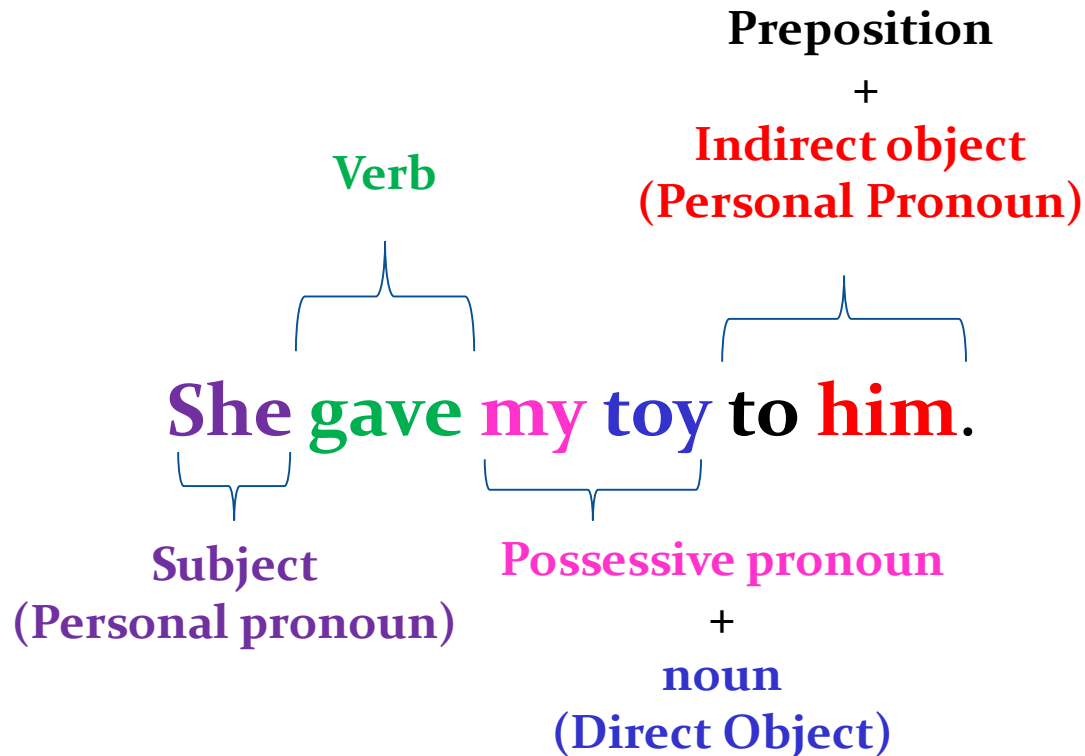 Preposition
+
Indirect object
(Personal Pronoun)
Verb
She gave my toy to him.
Subject
(Personal pronoun)
Possessive pronoun
+
noun
(Direct Object)